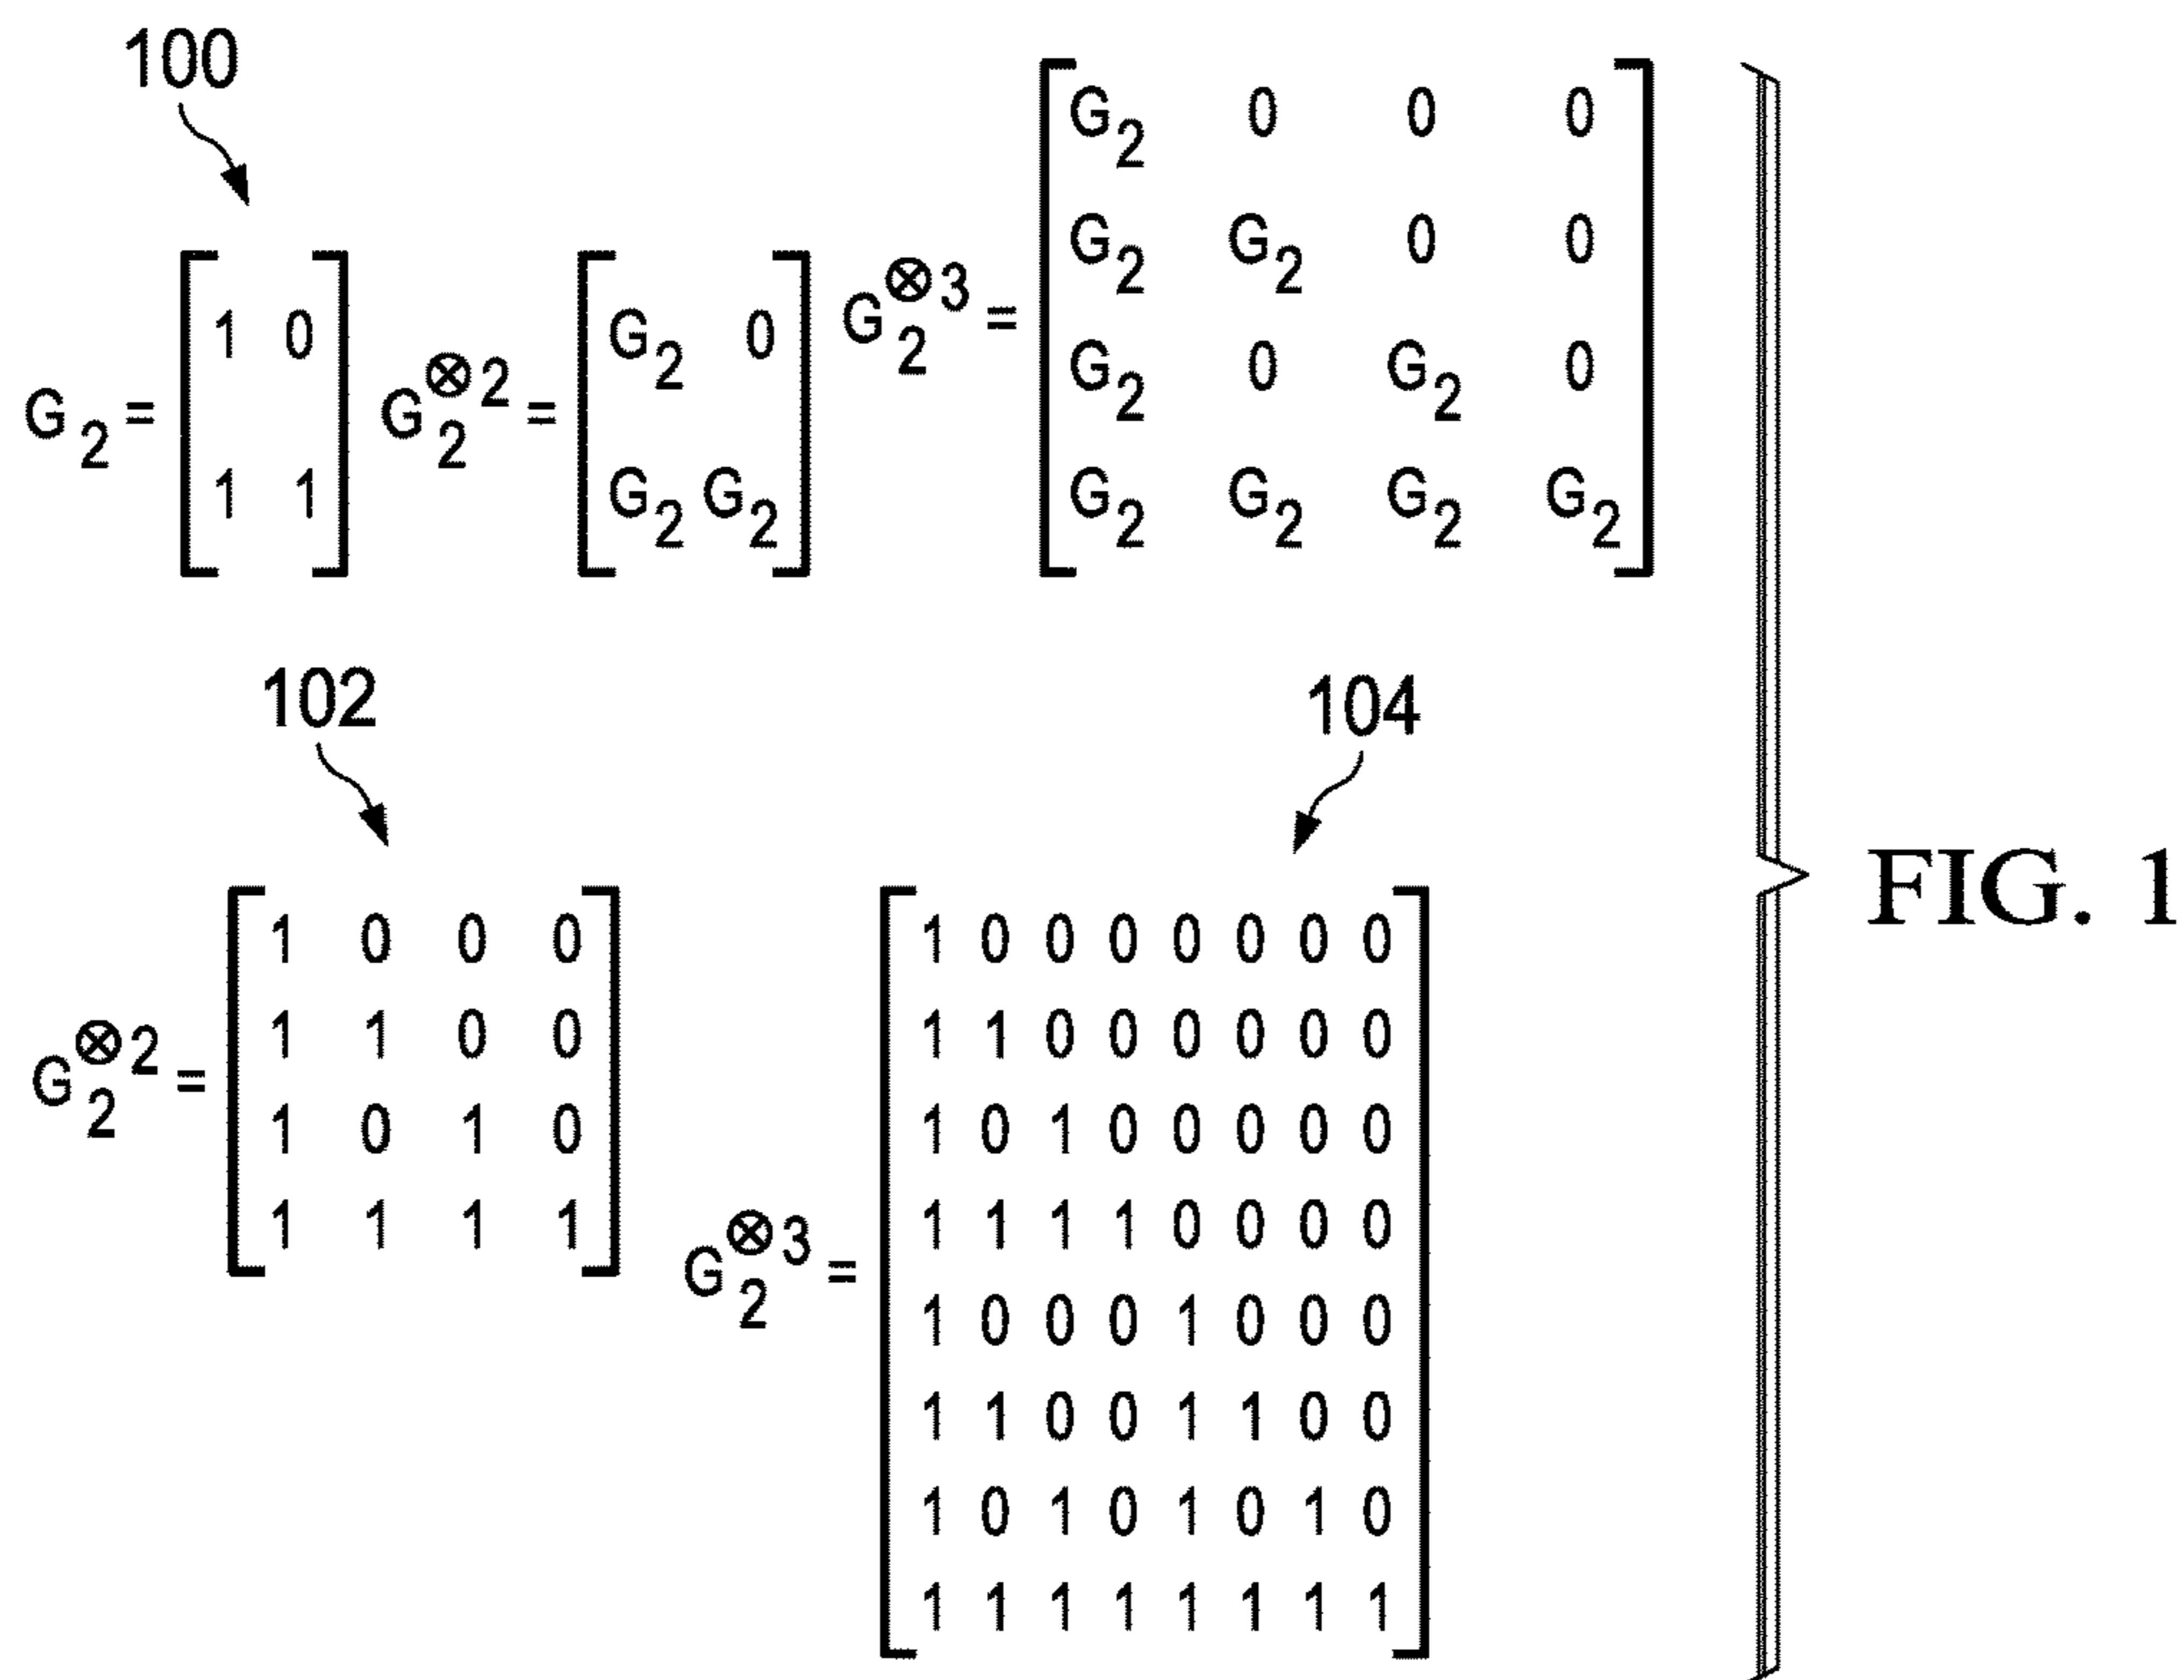 100
G₂ = [ 1 0
1 1 ]
G₂^⊗2 = [ G₂ 0
G₂ G₂ ]
G₂^⊗3 = [ G₂ 0 0 0
G₂ G₂ 0 0
G₂ 0 G₂ 0
G₂ G₂ G₂ G₂ ]
102
G₂^⊗2 = [ 1 0 0 0
1 1 0 0
1 0 1 0
1 1 1 1 ]
104
G₂^⊗3 = [ 1 0 0 0 0 0 0 0
1 1 0 0 0 0 0 0
1 0 1 0 0 0 0 0
1 1 1 1 0 0 0 0
1 0 0 0 1 0 0 0
1 1 0 0 1 1 0 0
1 0 1 0 1 0 1 0
1 1 1 1 1 1 1 1 ]
FIG. 1